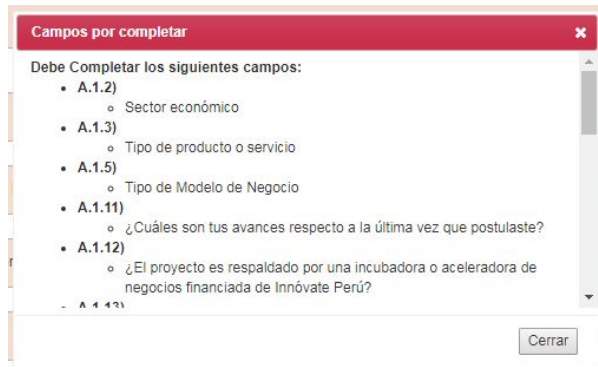 Campos por completar
Debe Completar los siguientes campos:
A.1.2)
Sector económico
A.1.3)
Tipo de producto o servicio
A.1.5)
Tipo de Modelo de Negocio
A.1.11)
¿Cuáles son tus avances respecto a la última vez que postulaste?
A.1.12)
¿El proyecto es respaldado por una incubadora o aceleradora de
negocios financiada de Innóvate Perú?
A.1.13)
Cerrar